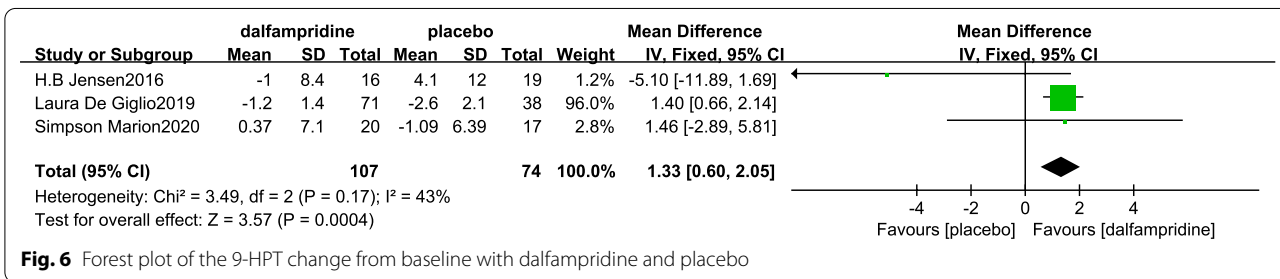 dalfampridine placebo Mean Difference Mean Difference
Study or Subgroup Mean SD Total Mean SD Total Weight IV, Fixed, 95% CI IV, Fixed, 95% CI
H.B Jensen2016 -1 8.4 16 4.1 12 19 1.2% -5.10 [-11.89, 1.69]
Laura De Giglio2019 -1.2 1.4 71 -2.6 2.1 38 96.0% 1.40 [0.66, 2.14]
Simpson Marion2020 0.37 7.1 20 -1.09 6.39 17 2.8% 1.46 [-2.89, 5.81]
Total (95% CI) 107 74 100.0% 1.33 [0.60, 2.05]
Heterogeneity: Chi² = 3.49, df = 2 (P = 0.17); I² = 43%
Test for overall effect: Z = 3.57 (P = 0.0004)
-4 -2 0 2 4
Favours [placebo] Favours [dalfampridine]
Fig. 6 Forest plot of the 9-HPT change from baseline with dalfampridine and placebo